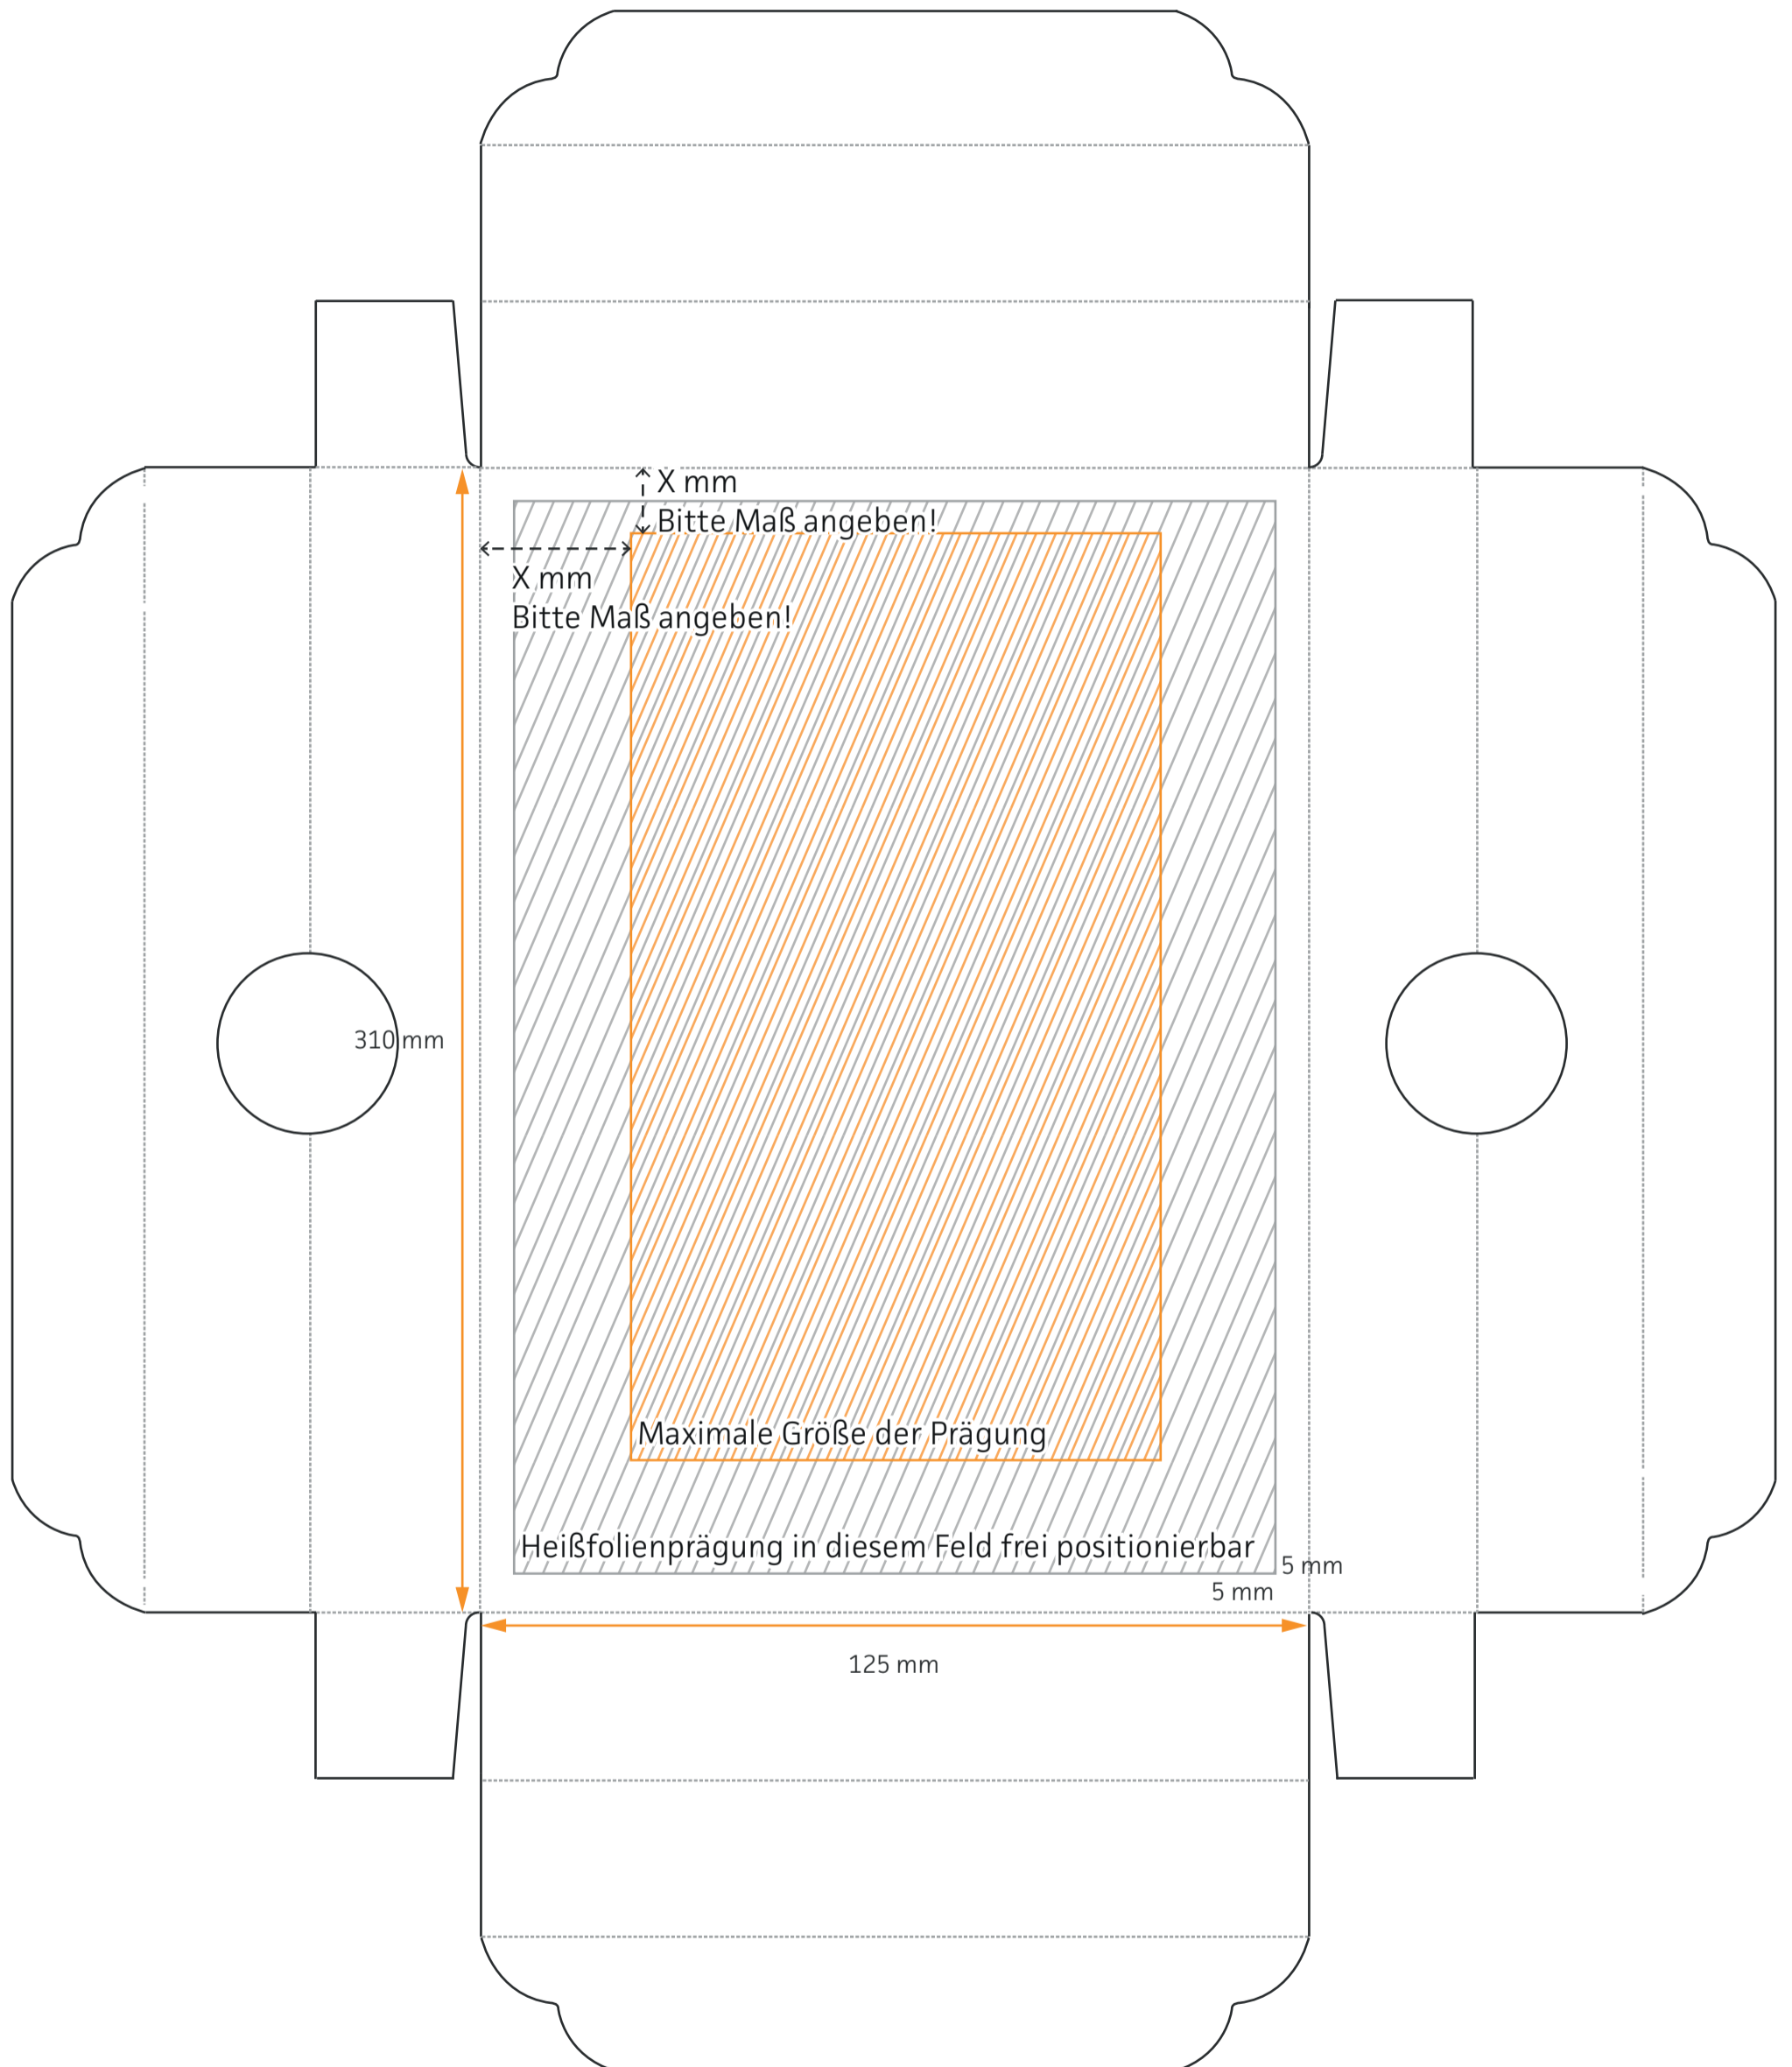 X mm
Bitte Maß angeben!
X mm
Bitte Maß angeben!
310 mm
Maximale Größe der Prägung
Heißfolienprägung in diesem Feld frei positionierbar
5 mm
5 mm
125 mm